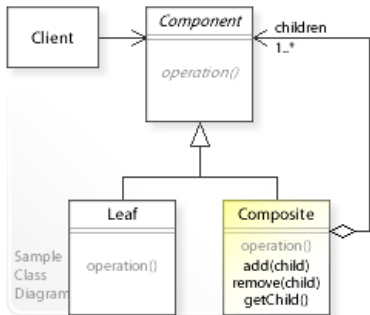 Client
Component
operation()
children
1..*
Leaf
operation()
Composite
operation()
add(child)
remove(child)
getChild()
Sample
Class
Diagram